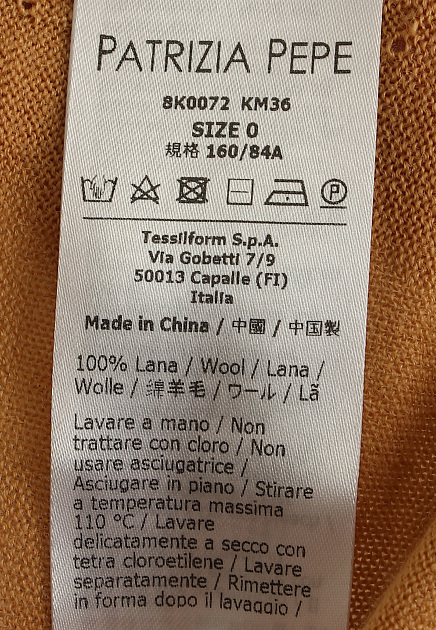 PATRIZIA PEPE
8K0072 KM36
SIZE 0
規格 160/84A
P
Tessilform S.p.A.
Via Gobetti 7/9
50013 Capalle (FI)
Italia
Made in China / 中國 / 中国製
100% Lana / Wool / Lana /
Wolle / 绵羊毛 / ウール / Lã
Lavare a mano / Non
trattare con cloro / Non
usare asciugatrice /
Asciugare in piano / Stirare
a temperatura massima
110 °C / Lavare
delicatamente a secco con
tetra cloroetilene / Lavare
separatamente / Rimettere
in forma dopo il lavaggio /